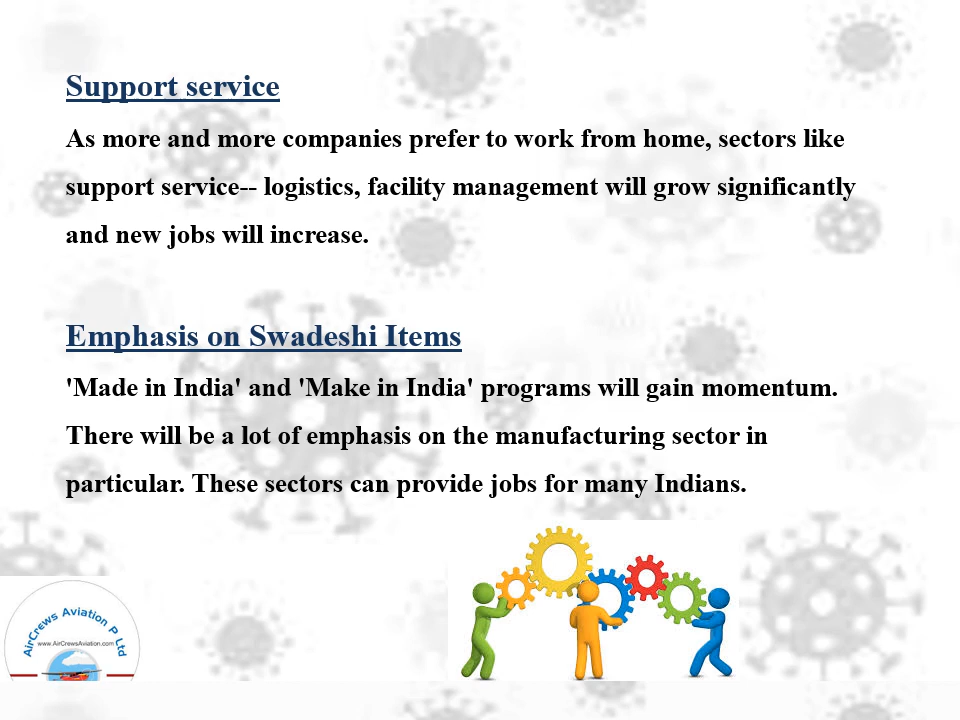 Support service
As more and more companies prefer to work from home, sectors like
support service-- logistics, facility management will grow significantly
and new jobs will increase.
Emphasis on Swadeshi Items
'Made in India' and 'Make in India' programs will gain momentum.
There will be a lot of emphasis on the manufacturing sector in
particular. These sectors can provide jobs for many Indians.
AirCrews Aviation P Ltd
www.AirCrewsAviation.com